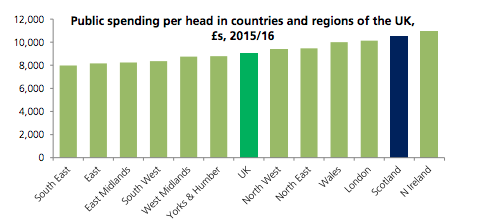 Public spending per head in countries and regions of the UK,
£s, 2015/16
12,000
10,000
8,000
6,000
4,000
2,000
0
South East
East
East Midlands
South West
West Midlands
Yorks & Humber
UK
North West
North East
Wales
London
Scotland
N Ireland